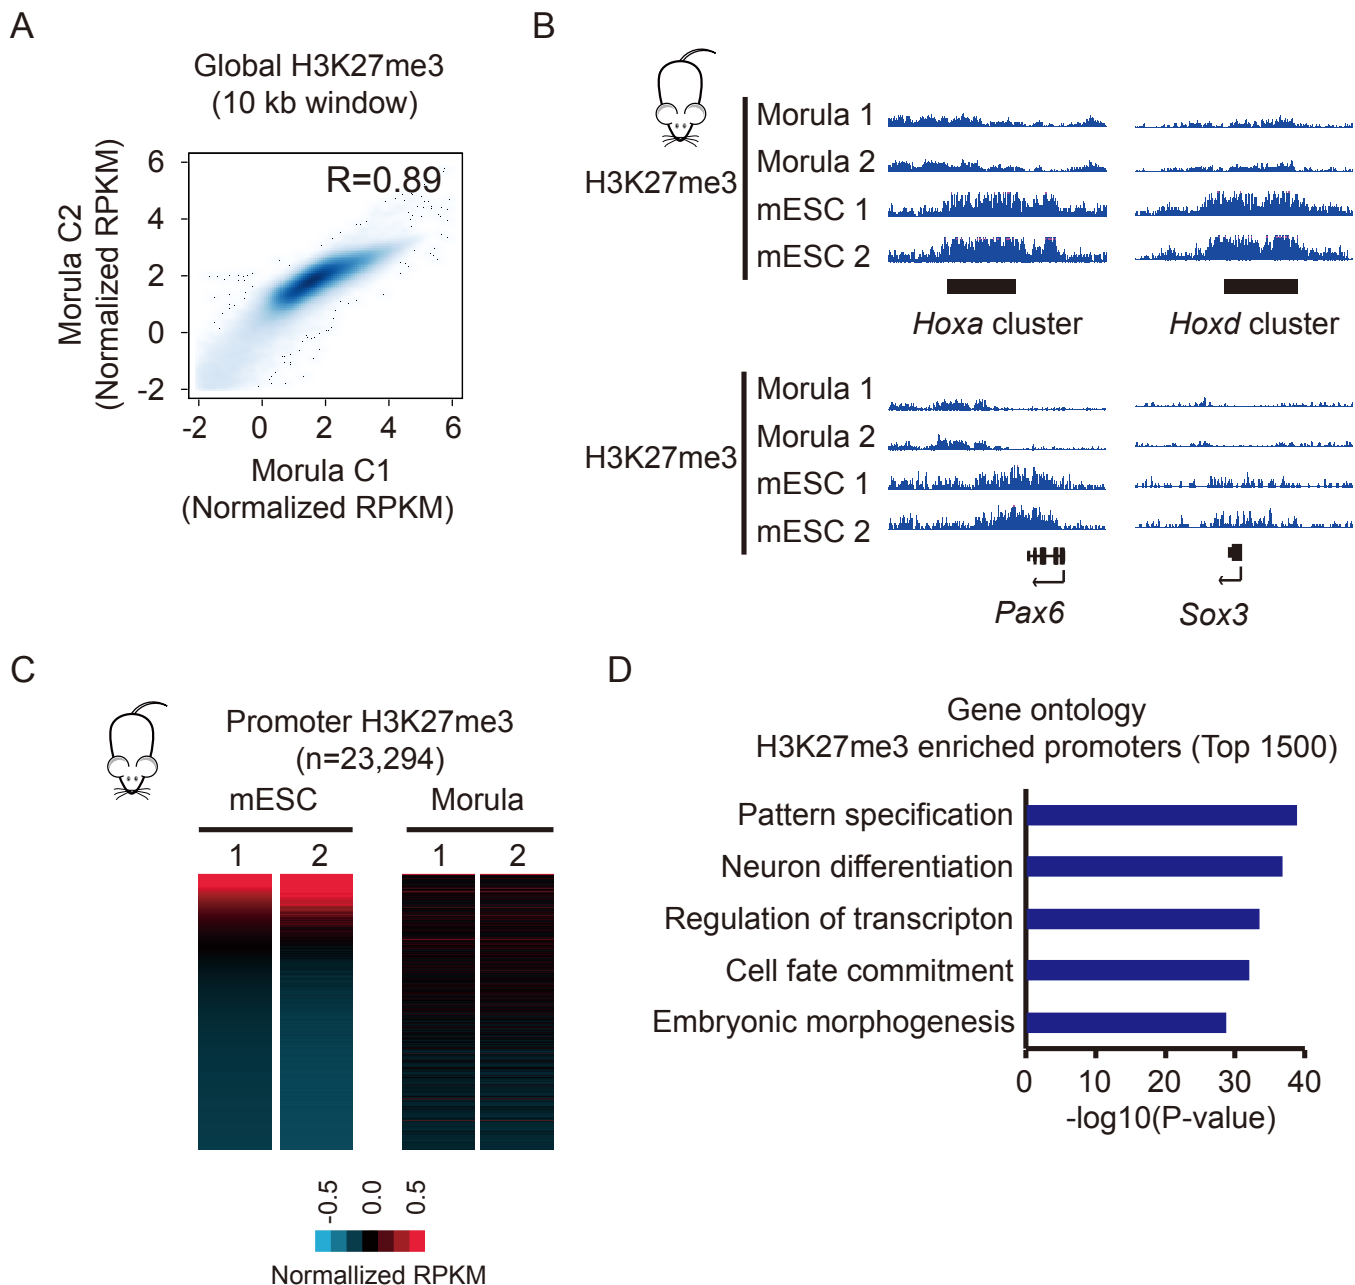 A
Global H3K27me3
(10 kb window)
R=0.89
Morula C2
(Normalized RPKM)
6
4
2
0
-2
-2 0 2 4 6
Morula C1
(Normalized RPKM)
B
H3K27me3
Morula 1
Morula 2
mESC 1
mESC 2
Hoxa cluster
Hoxd cluster
H3K27me3
Morula 1
Morula 2
mESC 1
mESC 2
Pax6
Sox3
C
Promoter H3K27me3
(n=23,294)
mESC
Morula
1 2 1 2
-0.5 0.0 0.5
Normallized RPKM
D
Gene ontology
H3K27me3 enriched promoters (Top 1500)
Pattern specification
Neuron differentiation
Regulation of transcripton
Cell fate commitment
Embryonic morphogenesis
0 10 20 30 40
-log10(P-value)